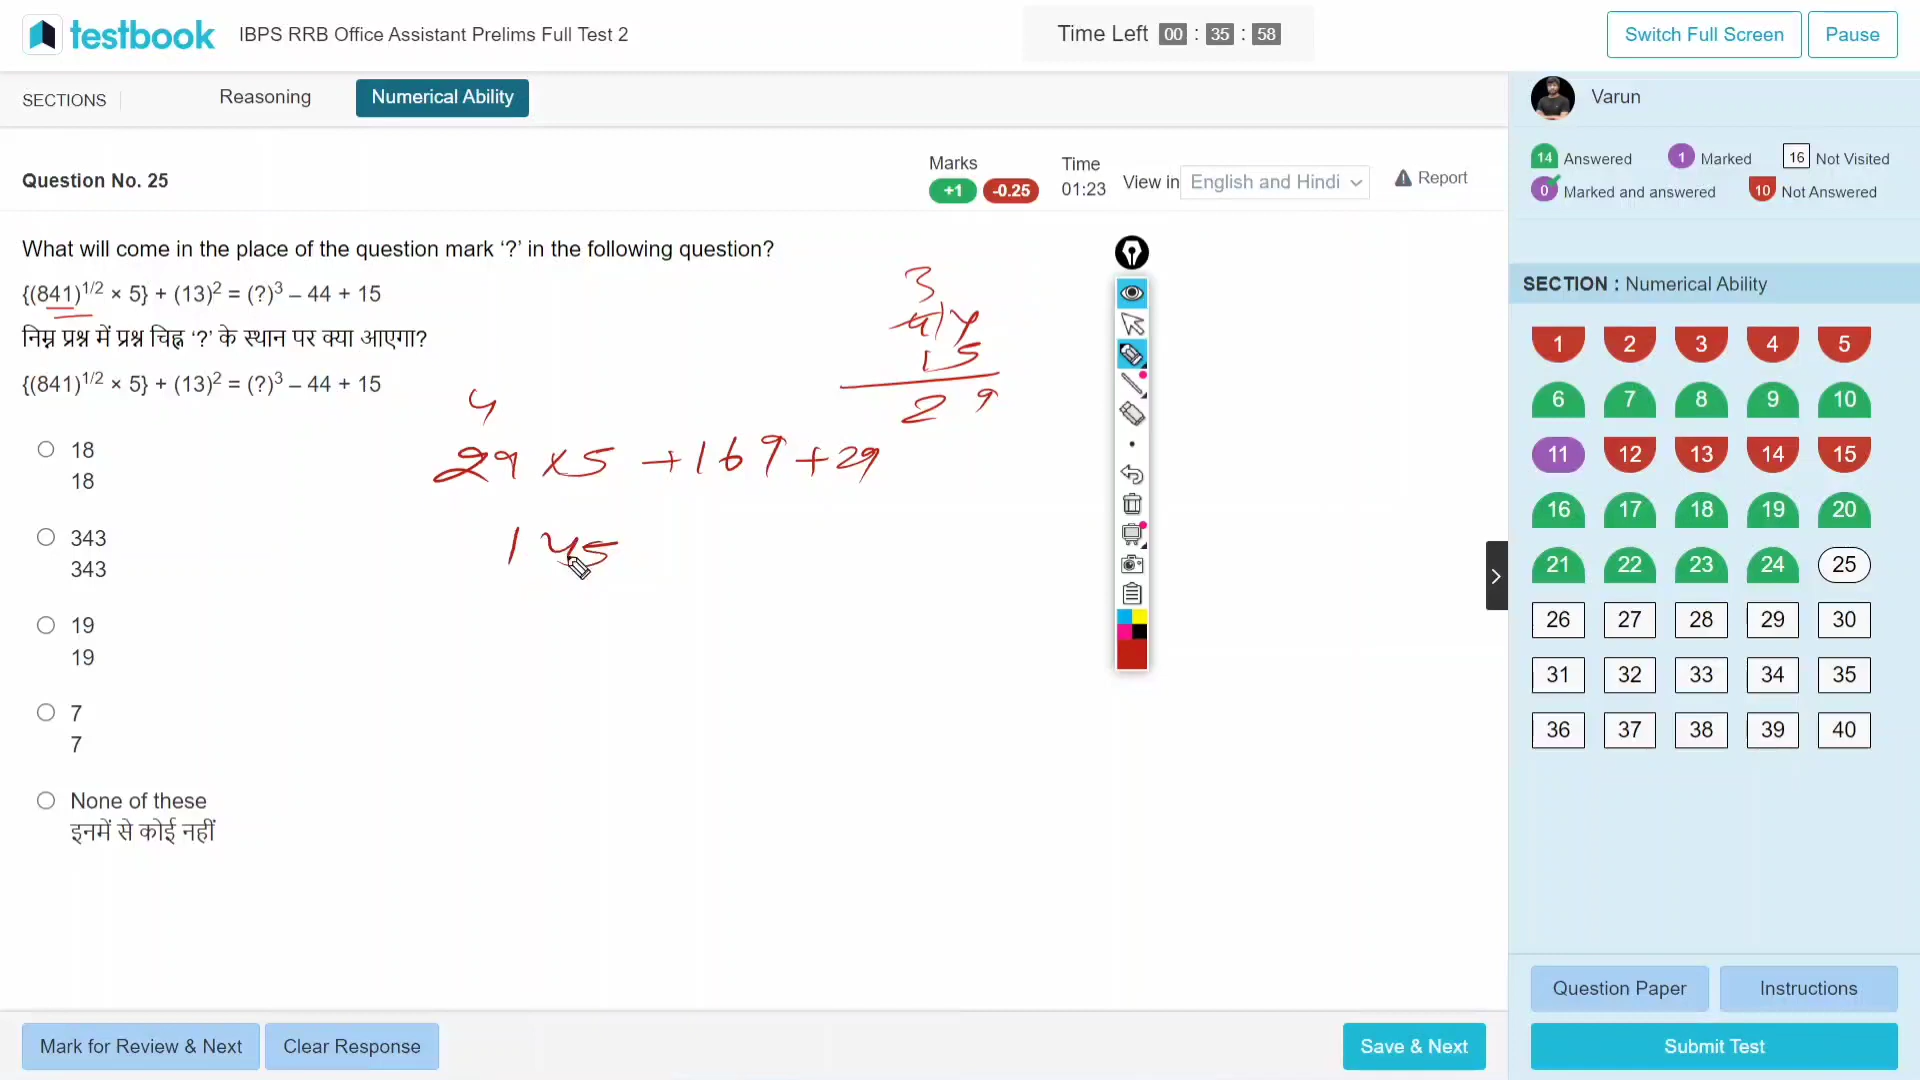 testbook
IBPS RRB Office Assistant Prelims Full Test 2
Time Left 00 : 35 : 58
Switch Full Screen
Pause
SECTIONS
Reasoning
Numerical Ability
Question No. 25
Marks
+1 -0.25
Time
01:23
View in
English and Hindi
Report
What will come in the place of the question mark ‘?’ in the following question?
{(841)^1/2 × 5} + (13)^2 = (?)^3 – 44 + 15
निम्न प्रश्न में प्रश्न चिह्न ‘?’ के स्थान पर क्या आएगा?
{(841)^1/2 × 5} + (13)^2 = (?)^3 – 44 + 15
3
4 4
15
2 9
4
29 × 5 + 169 + 29
145
18
18
343
343
19
19
7
7
None of these
इनमें से कोई नहीं
Mark for Review & Next
Clear Response
Save & Next
Varun
14 Answered
1 Marked
16 Not Visited
0 Marked and answered
10 Not Answered
SECTION : Numerical Ability
1 2 3 4 5
6 7 8 9 10
11 12 13 14 15
16 17 18 19 20
21 22 23 24 25
26 27 28 29 30
31 32 33 34 35
36 37 38 39 40
Question Paper
Instructions
Submit Test